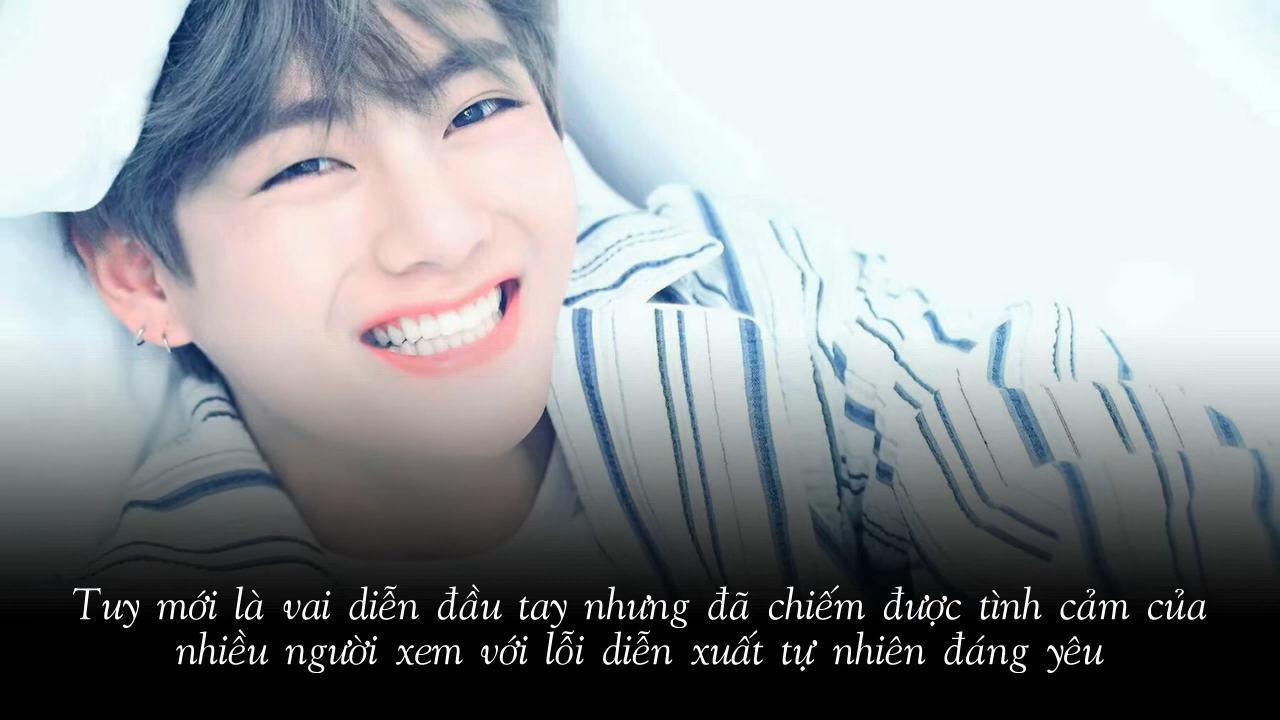 Tuy mới là vai diễn đầu tay nhưng đã chiếm được tình cảm của
nhiều người xem với lỗi diễn xuất tự nhiên đáng yêu